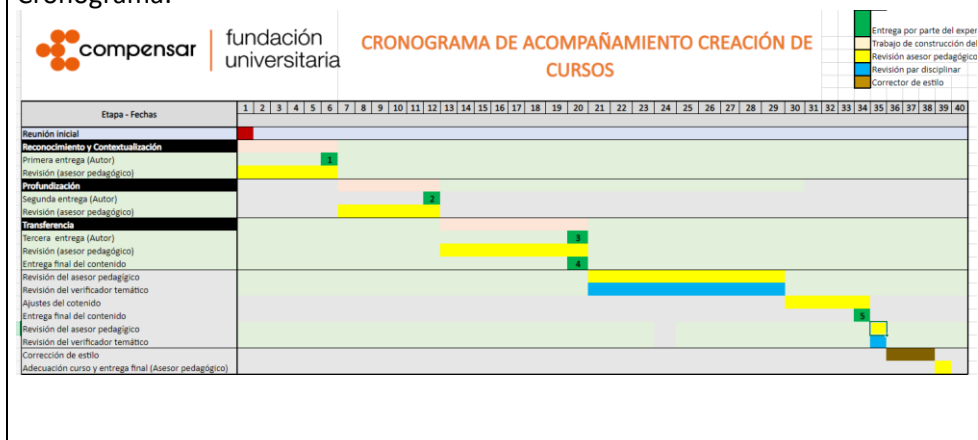 Cronograma:
compensar
fundación
universitaria
CRONOGRAMA DE ACOMPAÑAMIENTO CREACIÓN DE
CURSOS
Entrega por parte del exper
Trabajo de construcción del
Revisión asesor pedagógico
Revisión par disciplinar
Corrector de estilo
Etapa - Fechas 1 2 3 4 5 6 7 8 9 10 11 12 13 14 15 16 17 18 19 20 21 22 23 24 25 26 27 28 29 30 31 32 33 34 35 36 37 38 39 40
Reunión inicial
Reconocimiento y Contextualización
Primera entrega (Autor) 1
Revisión (asesor pedagógico)
Profundización
Segunda entrega (Autor) 2
Revisión (asesor pedagógico)
Transferencia
Tercera entrega (Autor) 3
Revisión (asesor pedagógico)
Entrega final del contenido 4
Revisión del asesor pedagígico
Revisión del verificador temático
Ajustes del cotenido
Entrega final del contenido 5
Revisión del asesor pedagígico
Revisión del verificador temático
Corrección de estilo
Adecuación curso y entrega final (Asesor pedagógico)